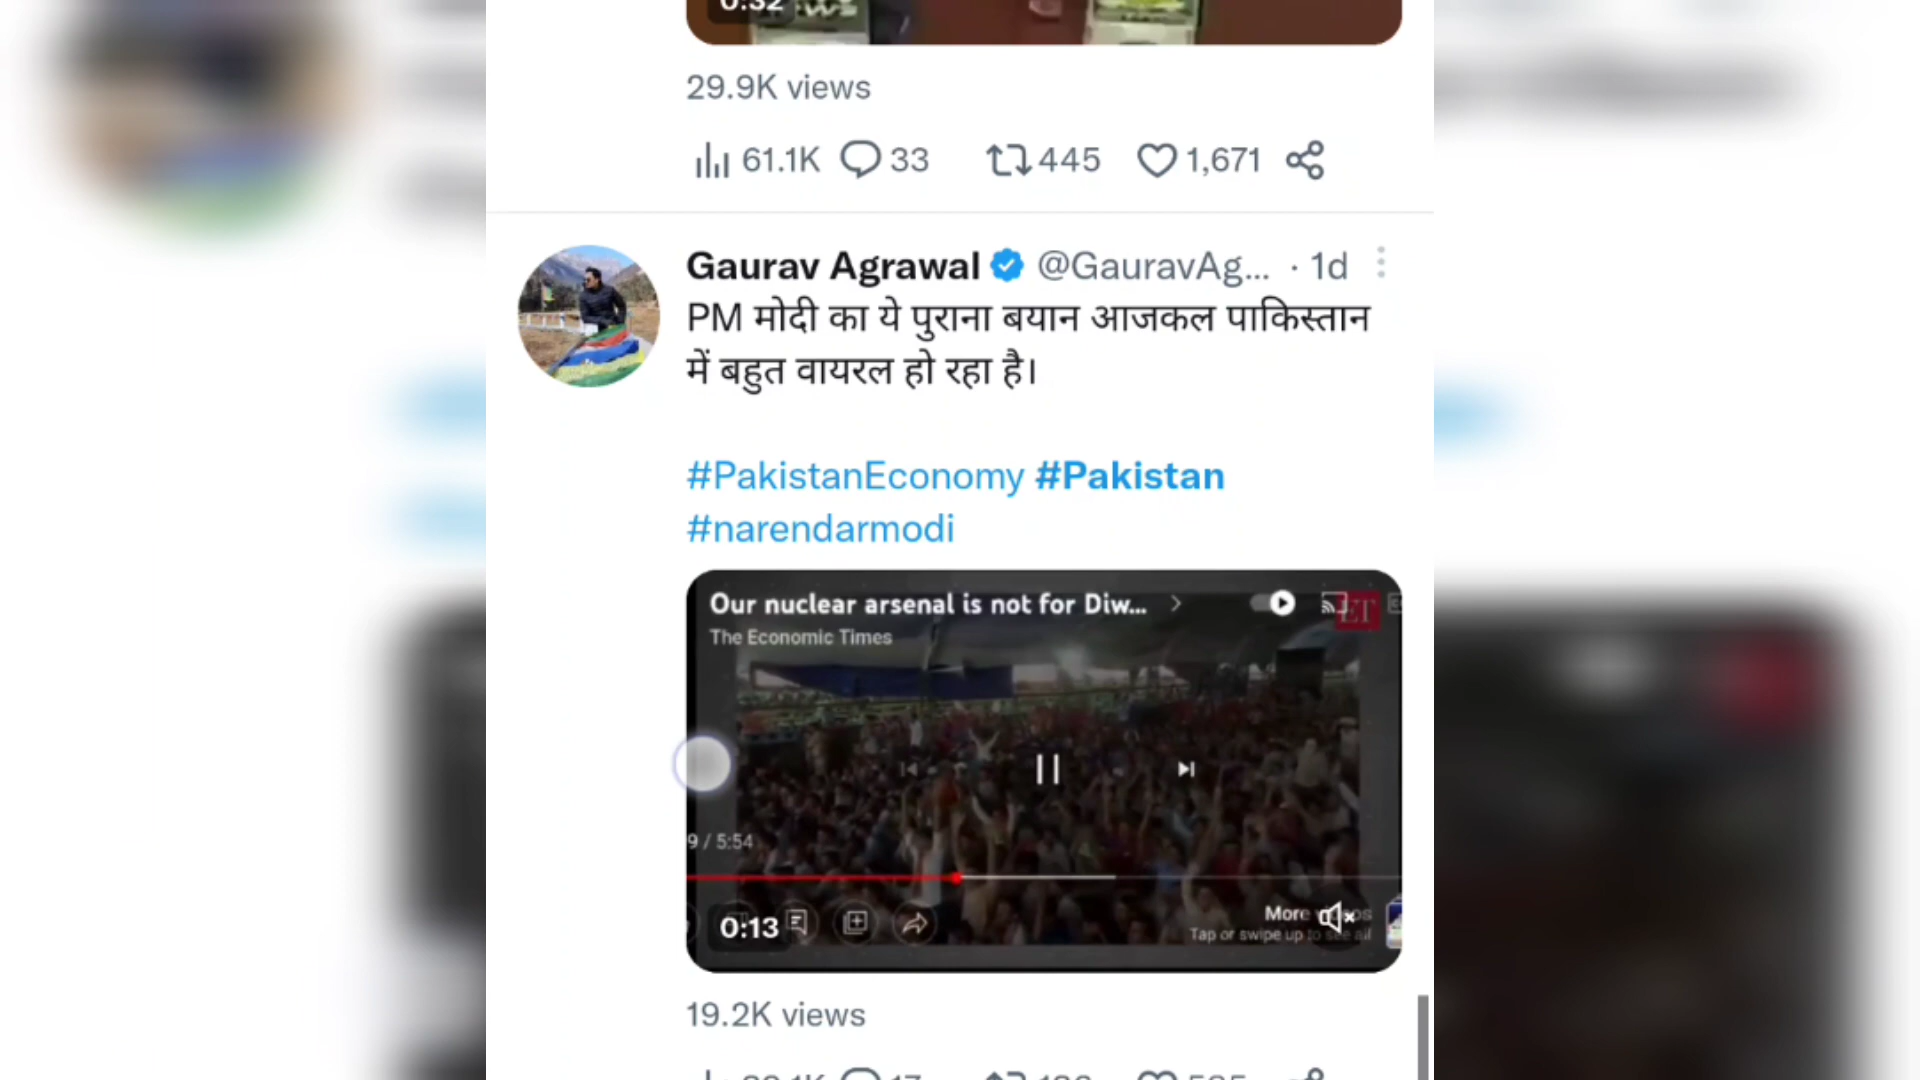 0:32
29.9K views
61.1K 33 445 1,671
Gaurav Agrawal @GauravAg... · 1d
PM मोदी का ये पुराना बयान आजकल पाकिस्तान
में बहुत वायरल हो रहा है।
#PakistanEconomy #Pakistan
#narendarmodi
Our nuclear arsenal is not for Diw...
ET
The Economic Times
9 / 5:54
0:13
More
Tap or swipe up to see all
19.2K views